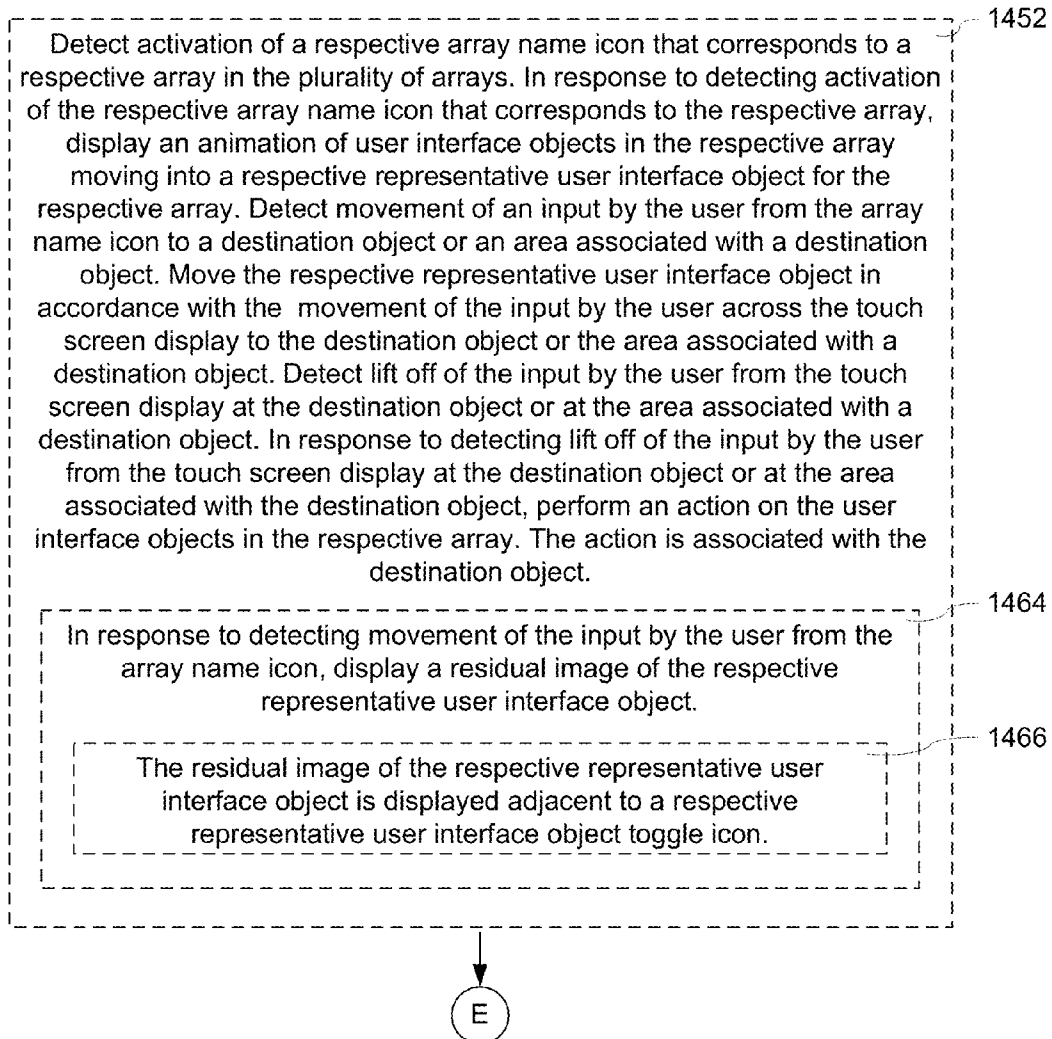 1452
Detect activation of a respective array name icon that corresponds to a
respective array in the plurality of arrays. In response to detecting activation
of the respective array name icon that corresponds to the respective array,
display an animation of user interface objects in the respective array
moving into a respective representative user interface object for the
respective array. Detect movement of an input by the user from the array
name icon to a destination object or an area associated with a destination
object. Move the respective representative user interface object in
accordance with the movement of the input by the user across the touch
screen display to the destination object or the area associated with a
destination object. Detect lift off of the input by the user from the touch
screen display at the destination object or at the area associated with a
destination object. In response to detecting lift off of the input by the user
from the touch screen display at the destination object or at the area
associated with the destination object, perform an action on the user
interface objects in the respective array. The action is associated with the
destination object.
1464
In response to detecting movement of the input by the user from the
array name icon, display a residual image of the respective
representative user interface object.
1466
The residual image of the respective representative user
interface object is displayed adjacent to a respective
representative user interface object toggle icon.
E